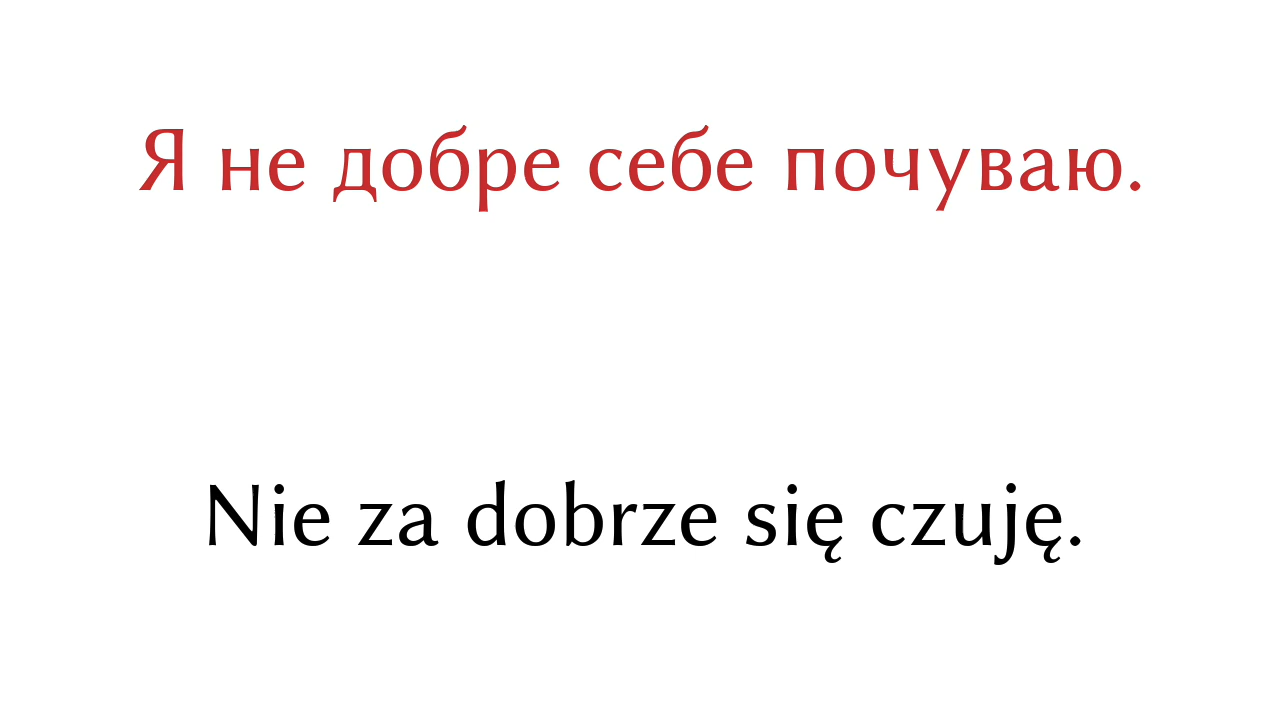 Я не добре себе почуваю.
Nie za dobrze się czuję.